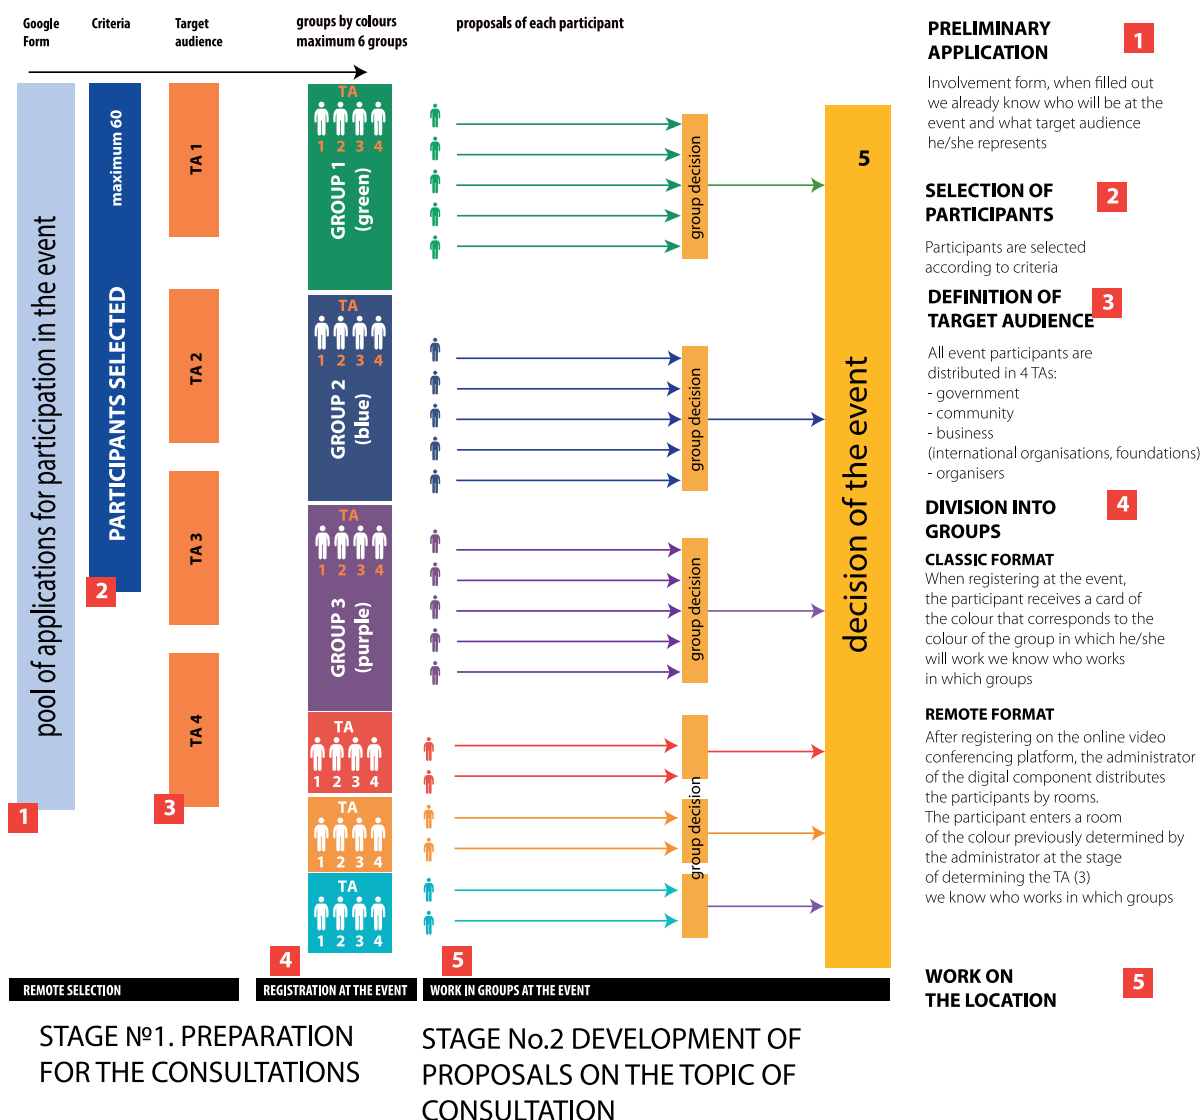 Google
Form
Criteria
Target
audience
groups by colours
maximum 6 groups
proposals of each participant
pool of applications for participation in the event
1
PARTICIPANTS SELECTED
maximum 60
2
TA 1
TA 2
TA 3
TA 4
3
TA
1 2 3 4
GROUP 1
(green)
TA
1 2 3 4
GROUP 2
(blue)
TA
1 2 3 4
GROUP 3
(purple)
TA
1 2 3 4
TA
1 2 3 4
TA
1 2 3 4
4
group decision
group decision
group decision
group decision
5
5
decision of the event
REMOTE SELECTION
REGISTRATION AT THE EVENT
WORK IN GROUPS AT THE EVENT
STAGE №1. PREPARATION
FOR THE CONSULTATIONS
STAGE No.2 DEVELOPMENT OF
PROPOSALS ON THE TOPIC OF
CONSULTATION
PRELIMINARY
APPLICATION
1
Involvement form, when filled out
we already know who will be at the
event and what target audience
he/she represents
SELECTION OF
PARTICIPANTS
2
Participants are selected
according to criteria
DEFINITION OF
TARGET AUDIENCE
3
All event participants are
distributed in 4 TAs:
- government
- community
- business
(international organisations, foundations)
- organisers
DIVISION INTO
GROUPS
4
CLASSIC FORMAT
When registering at the event,
the participant receives a card of
the colour that corresponds to the
colour of the group in which he/she
will work we know who works
in which groups
REMOTE FORMAT
After registering on the online video
conferencing platform, the administrator
of the digital component distributes
the participants by rooms.
The participant enters a room
of the colour previously determined by
the administrator at the stage
of determining the TA (3)
we know who works in which groups
WORK ON
THE LOCATION
5